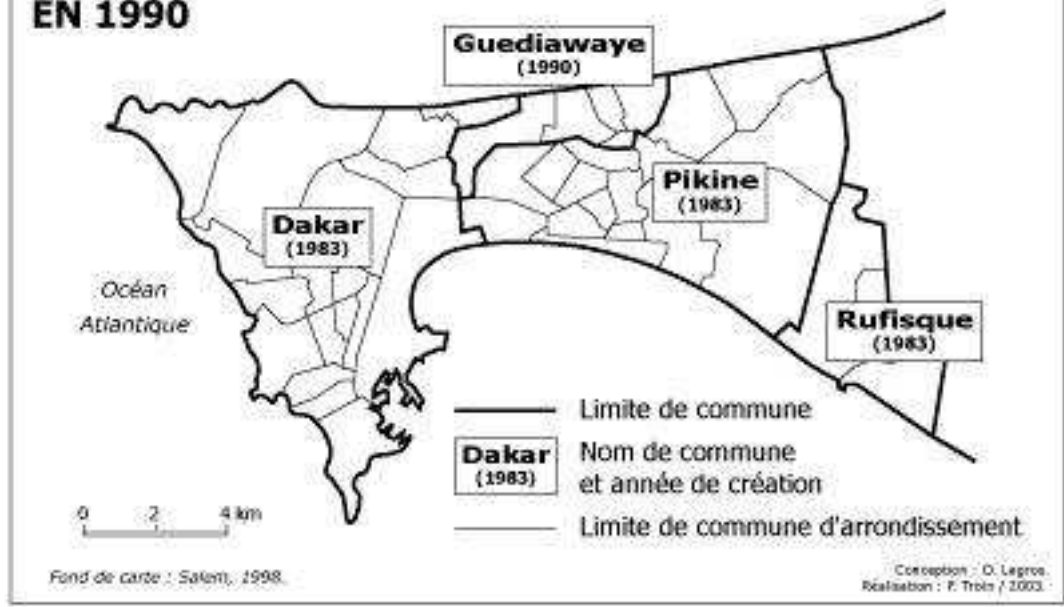 EN 1990
Guediawaye
(1990)
Pikine
(1983)
Dakar
(1983)
Océan
Atlantique
Rufisque
(1983)
Limite de commune
Dakar
(1983)
Nom de commune
et année de création
Limite de commune d'arrondissement
0 2 4 km
Fond de carte : Salem, 1998.
Conception : O. Legros.
Réalisation : F. Troin / 2003.